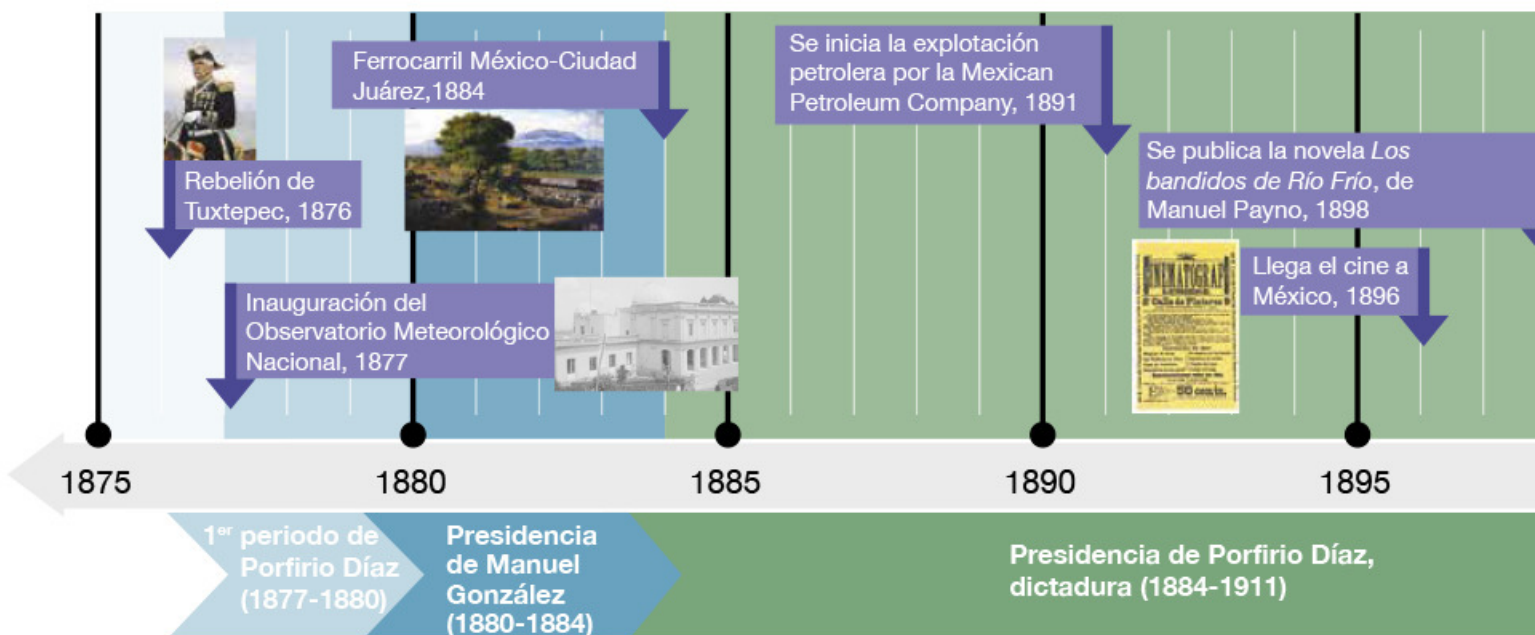 Ferrocarril México-Ciudad
Juárez,1884
Se inicia la explotación
petrolera por la Mexican
Petroleum Company, 1891
Rebelión de
Tuxtepec, 1876
Se publica la novela Los
bandidos de Río Frío, de
Manuel Payno, 1898
Inauguración del
Observatorio Meteorológico
Nacional, 1877
CINEMATOGRAF
Llega el cine a
México, 1896
50 cents.
1875
1880
1885
1890
1895
1er periodo de
Porfirio Díaz
(1877-1880)
Presidencia
de Manuel
González
(1880-1884)
Presidencia de Porfirio Díaz,
dictadura (1884-1911)